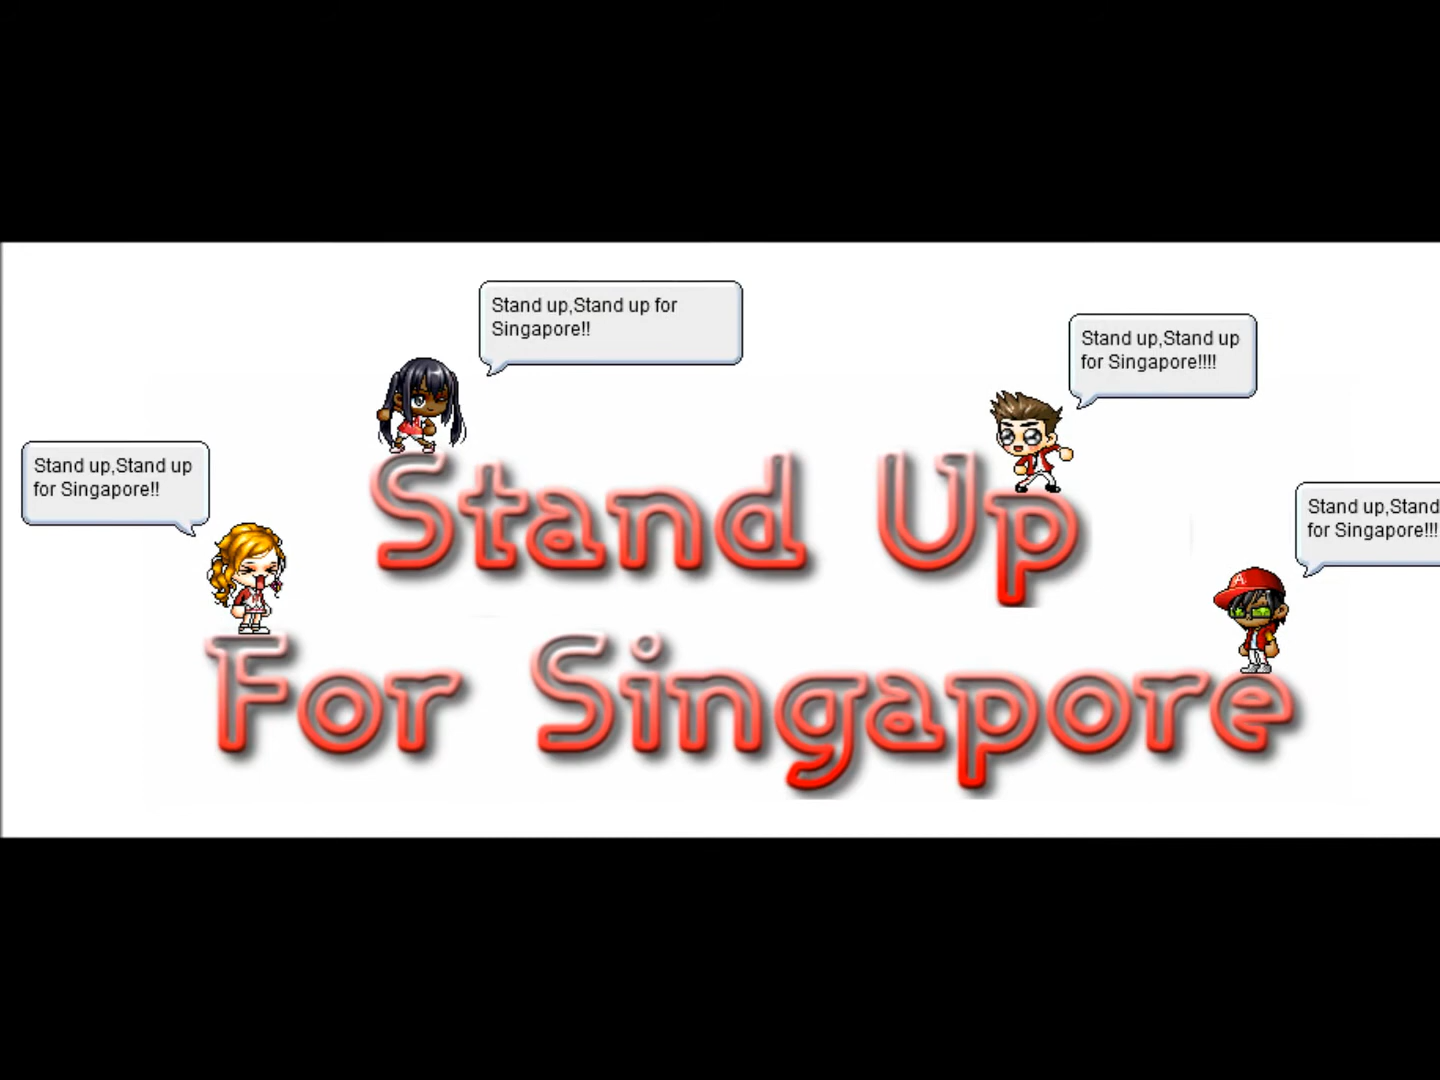 Stand up,Stand up for
Singapore!!
Stand up,Stand up
for Singapore!!!!
Stand up,Stand up
for Singapore!!
Stand up,Stand
for Singapore!!!
Stand Up
For Singapore